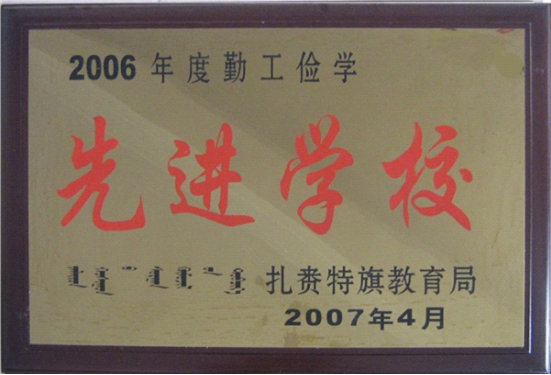 2006 年度勤工俭学
先进学校
扎赉特旗教育局
2007年4月